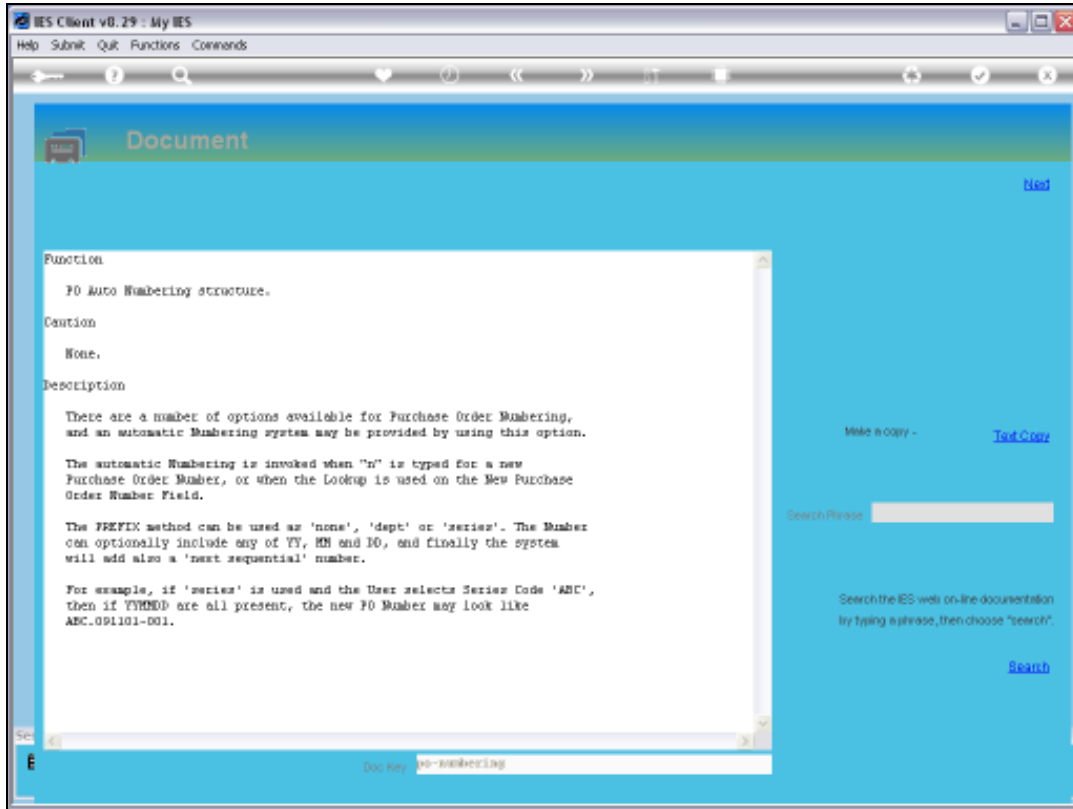 IES Client v8.29 : My IES
Help Submit Quit Functions Commands
Document
Next
Function
PO Auto Numbering structure.
Caution
None.
Description
There are a number of options available for Purchase Order Numbering,
and an automatic Numbering system may be provided by using this option.
The automatic Numbering is invoked when "n" is typed for a new
Purchase Order Number, or when the Lookup is used on the New Purchase
Order Number Field.
The PREFIX method can be used as 'none', 'dept' or 'series'. The Number
can optionally include any of YY, MM and DD, and finally the system
will add also a 'next sequential' number.
For example, if 'series' is used and the User selects Series Code 'ABC',
then if YYMMDD are all present, the new PO Number may look like
ABC.091101-001.
Make a copy -
Text Copy
Search Phrase
Search the IES web on-line documentation
by typing a phrase, then choose "search".
Search
Doc Key po-numbering